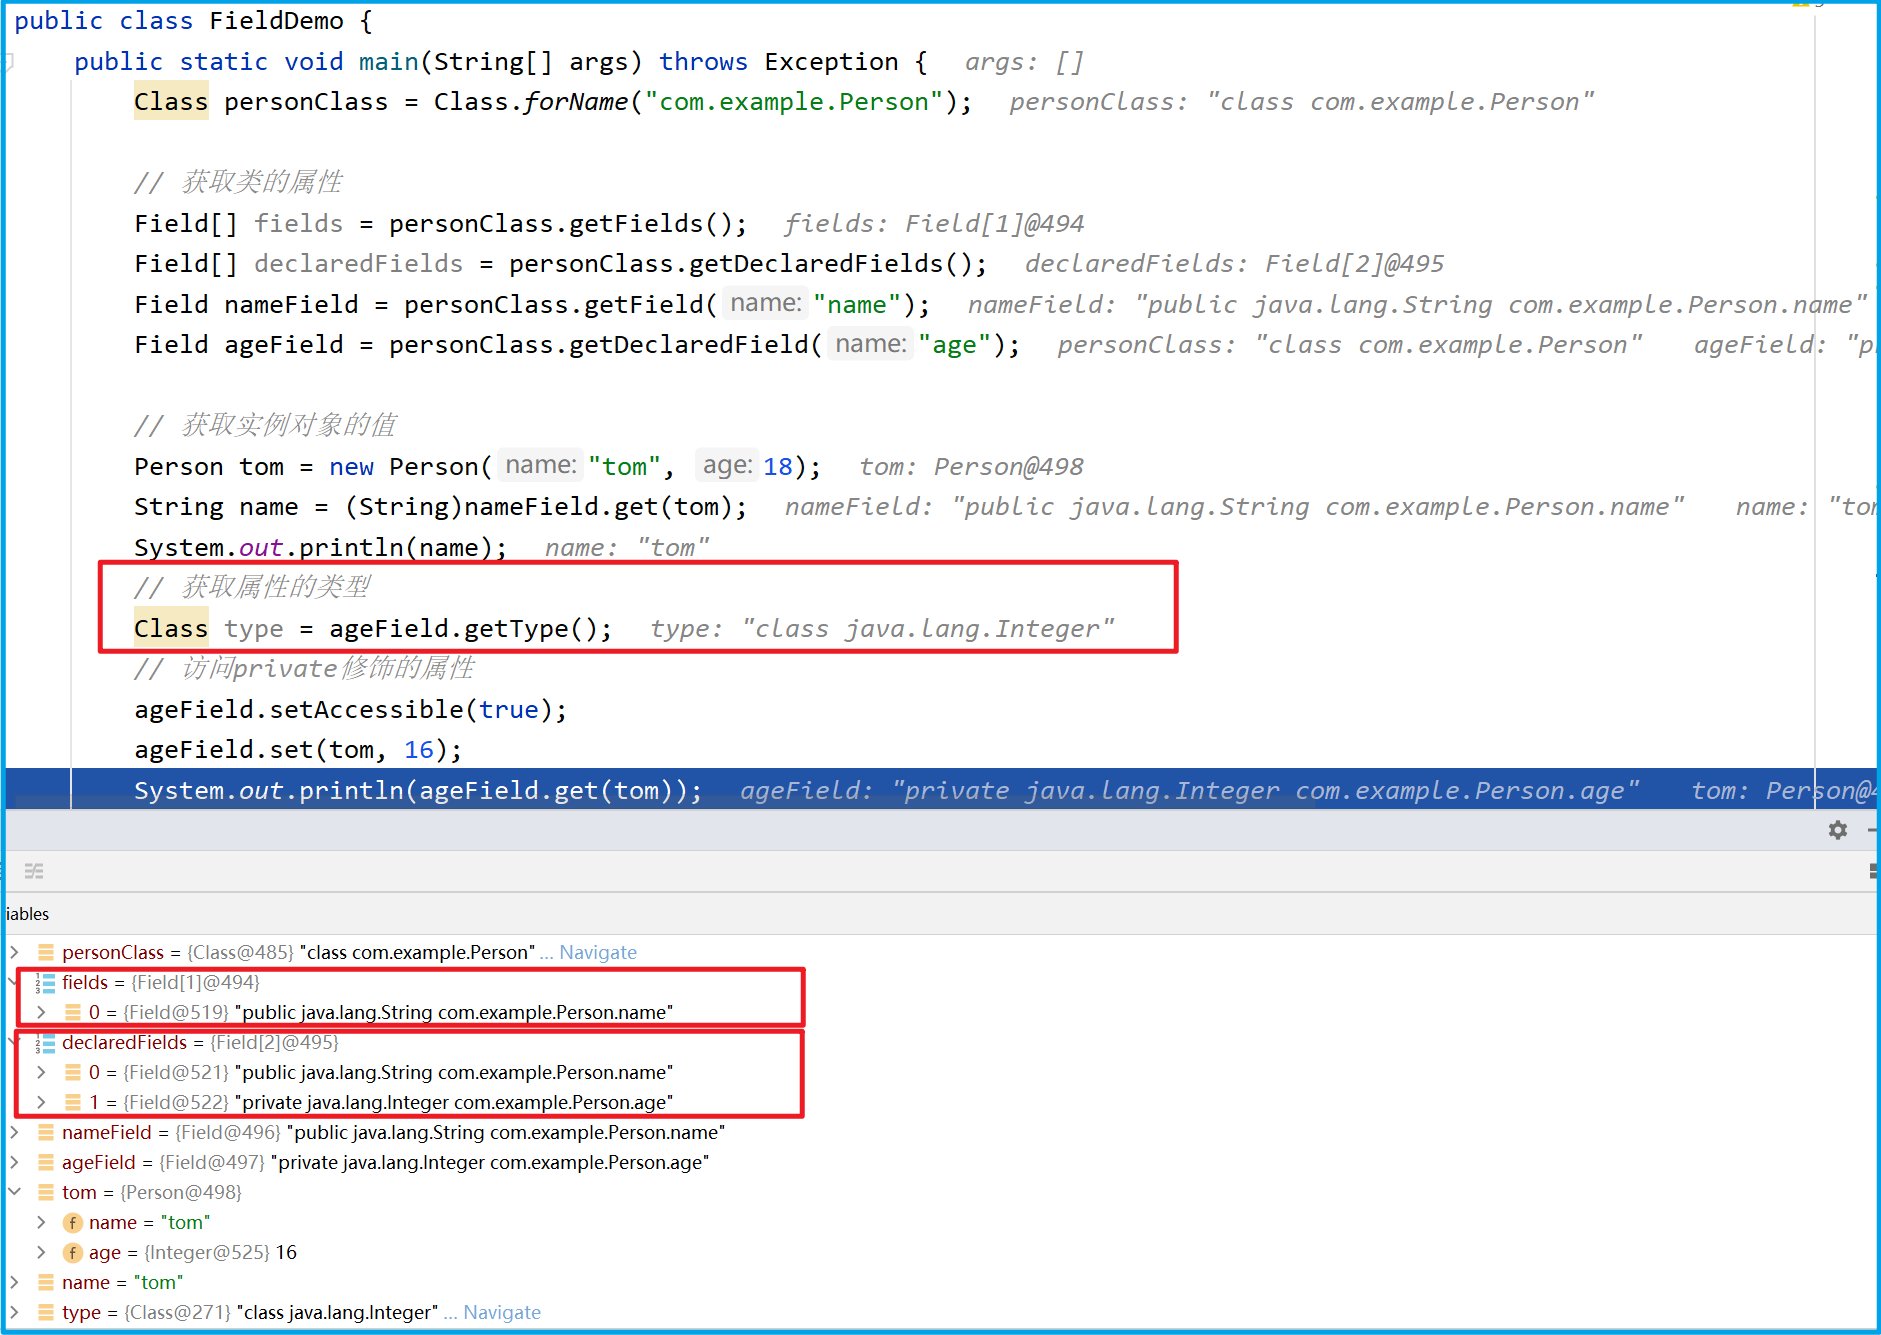 public class FieldDemo {
public static void main(String[] args) throws Exception {   args: []
Class personClass = Class.forName("com.example.Person");   personClass: "class com.example.Person"
// 获取类的属性
Field[] fields = personClass.getFields();   fields: Field[1]@494
Field[] declaredFields = personClass.getDeclaredFields();   declaredFields: Field[2]@495
Field nameField = personClass.getField( name: "name");   nameField: "public java.lang.String com.example.Person.name"
Field ageField = personClass.getDeclaredField( name: "age");   personClass: "class com.example.Person"   ageField: "p
// 获取实例对象的值
Person tom = new Person( name: "tom",  age: 18);   tom: Person@498
String name = (String)nameField.get(tom);   nameField: "public java.lang.String com.example.Person.name"   name: "to
System.out.println(name);   name: "tom"
// 获取属性的类型
Class type = ageField.getType();   type: "class java.lang.Integer"
// 访问private修饰的属性
ageField.setAccessible(true);
ageField.set(tom, 16);
System.out.println(ageField.get(tom));   ageField: "private java.lang.Integer com.example.Person.age"   tom: Person@4
iables
personClass = {Class@485} "class com.example.Person" ... Navigate
fields = {Field[1]@494}
0 = {Field@519} "public java.lang.String com.example.Person.name"
declaredFields = {Field[2]@495}
0 = {Field@521} "public java.lang.String com.example.Person.name"
1 = {Field@522} "private java.lang.Integer com.example.Person.age"
nameField = {Field@496} "public java.lang.String com.example.Person.name"
ageField = {Field@497} "private java.lang.Integer com.example.Person.age"
tom = {Person@498}
f name = "tom"
f age = {Integer@525} 16
name = "tom"
type = {Class@271} "class java.lang.Integer" ... Navigate